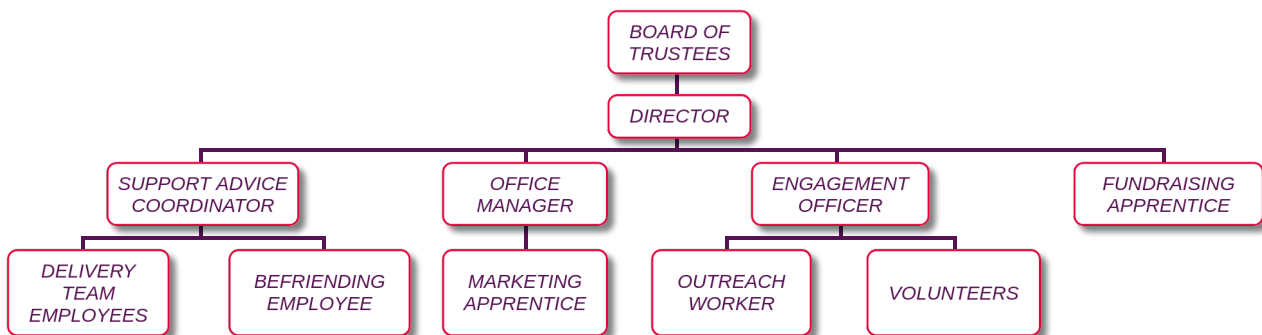 BOARD OF
TRUSTEES
DIRECTOR
SUPPORT ADVICE
COORDINATOR
OFFICE
MANAGER
ENGAGEMENT
OFFICER
FUNDRAISING
APPRENTICE
DELIVERY
TEAM
EMPLOYEES
BEFRIENDING
EMPLOYEE
MARKETING
APPRENTICE
OUTREACH
WORKER
VOLUNTEERS